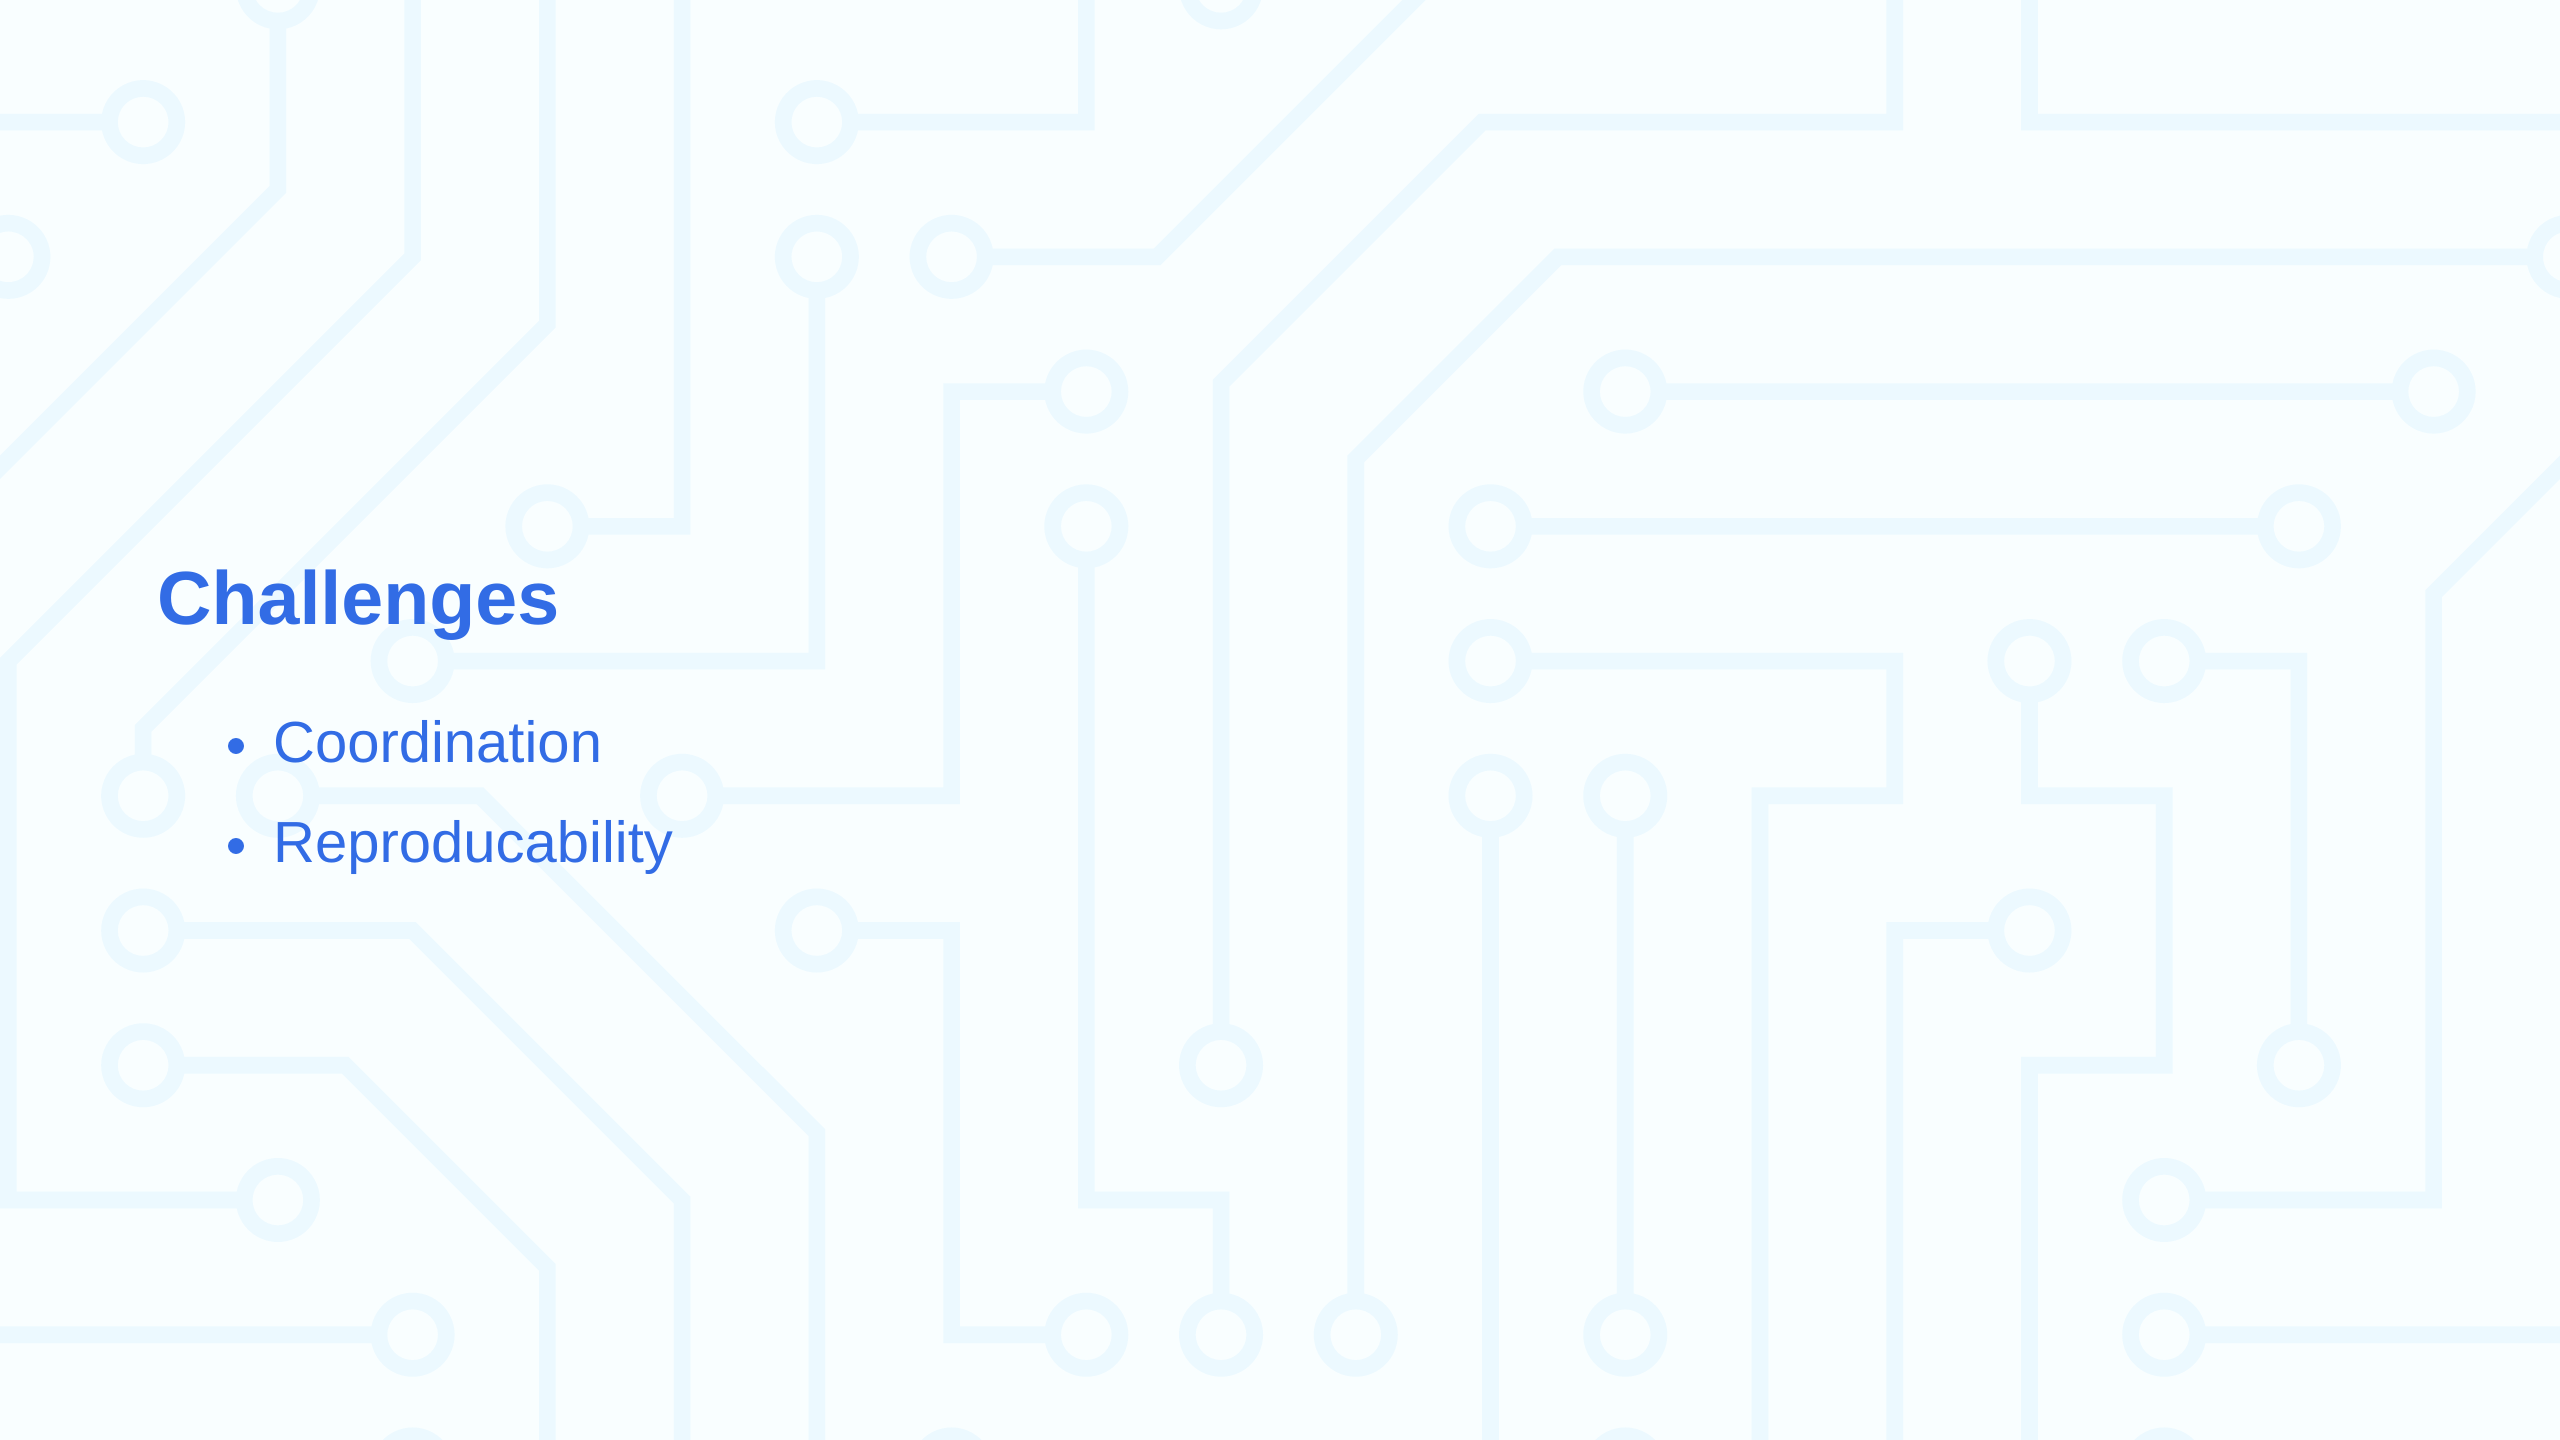 Challenges
• Coordination
• Reproducability